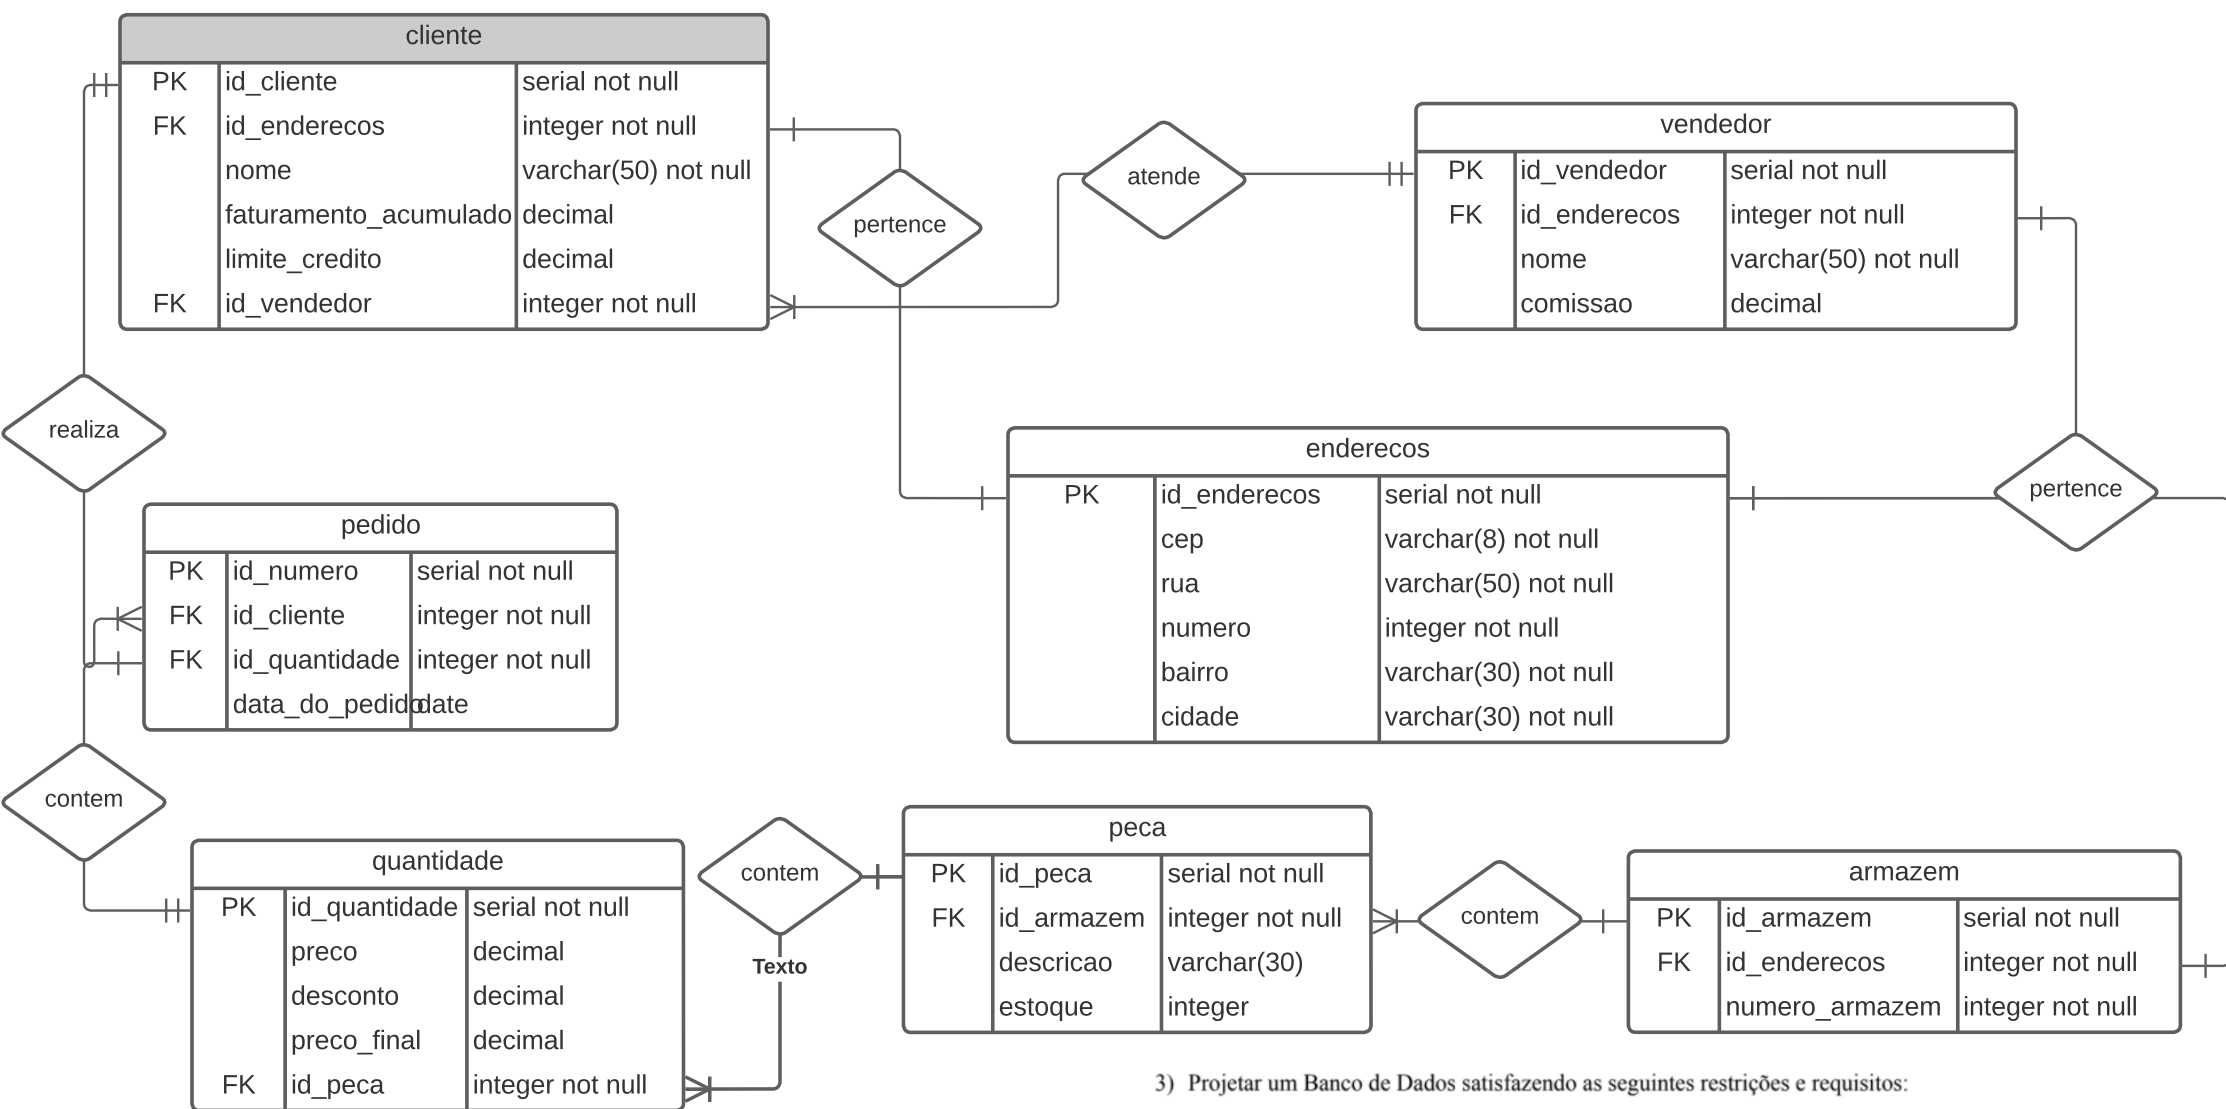 cliente
PK id_cliente serial not null
FK id_enderecos integer not null
nome varchar(50) not null
faturamento_acumulado decimal
limite_credito decimal
FK id_vendedor integer not null
pertence
atende
vendedor
PK id_vendedor serial not null
FK id_enderecos integer not null
nome varchar(50) not null
comissao decimal
realiza
enderecos
PK id_enderecos serial not null
cep varchar(8) not null
rua varchar(50) not null
numero integer not null
bairro varchar(30) not null
cidade varchar(30) not null
pertence
pedido
PK id_numero serial not null
FK id_cliente integer not null
FK id_quantidade integer not null
data_do_pedido date
contem
quantidade
PK id_quantidade serial not null
preco decimal
desconto decimal
preco_final decimal
FK id_peca integer not null
contem
Texto
peca
PK id_peca serial not null
FK id_armazem integer not null
descricao varchar(30)
estoque integer
contem
armazem
PK id_armazem serial not null
FK id_enderecos integer not null
numero_armazem integer not null
3) Projetar um Banco de Dados satisfazendo as seguintes restrições e requisitos: